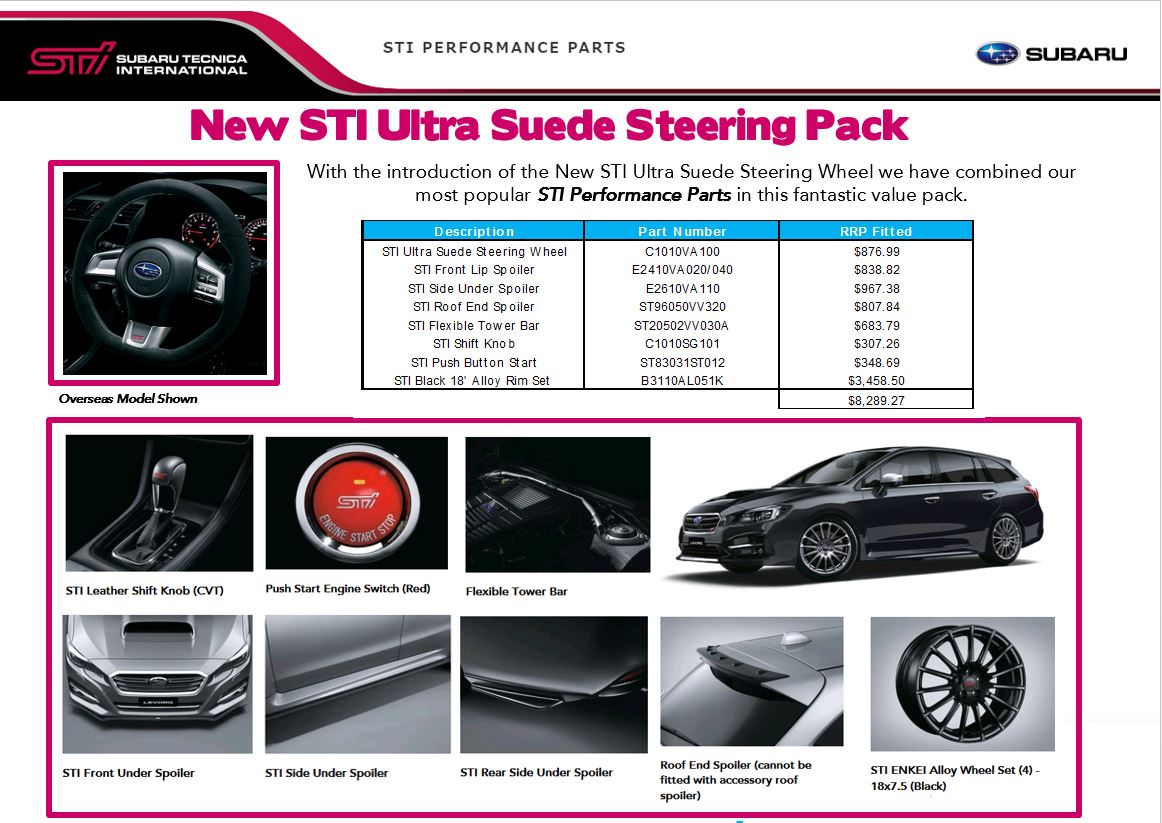 STI SUBARU TECNICA
INTERNATIONAL
STI PERFORMANCE PARTS
SUBARU
New STI Ultra Suede Steering Pack
With the introduction of the New STI Ultra Suede Steering Wheel we have combined our
most popular STI Performance Parts in this fantastic value pack.
Description Part Number RRP Fitted
STI Ultra Suede Steering Wheel C1010VA100 $876.99
STI Front Lip Spoiler E2410VA020/040 $838.82
STI Side Under Spoiler E2610VA110 $967.38
STI Roof End Spoiler ST96050VV320 $807.84
STI Flexible Tower Bar ST20502VV030A $683.79
STI Shift Knob C1010SG101 $307.26
STI Push Button Start ST83031ST012 $348.69
STI Black 18' Alloy Rim Set B3110AL051K $3,458.50
$8,289.27
Overseas Model Shown
STI
ENGINE START STOP
STI Leather Shift Knob (CVT)
Push Start Engine Switch (Red)
Flexible Tower Bar
LEVORG
LEVORG
STI Front Under Spoiler
STI Side Under Spoiler
STI Rear Side Under Spoiler
Roof End Spoiler (cannot be
fitted with accessory roof
spoiler)
STI ENKEI Alloy Wheel Set (4) -
18x7.5 (Black)